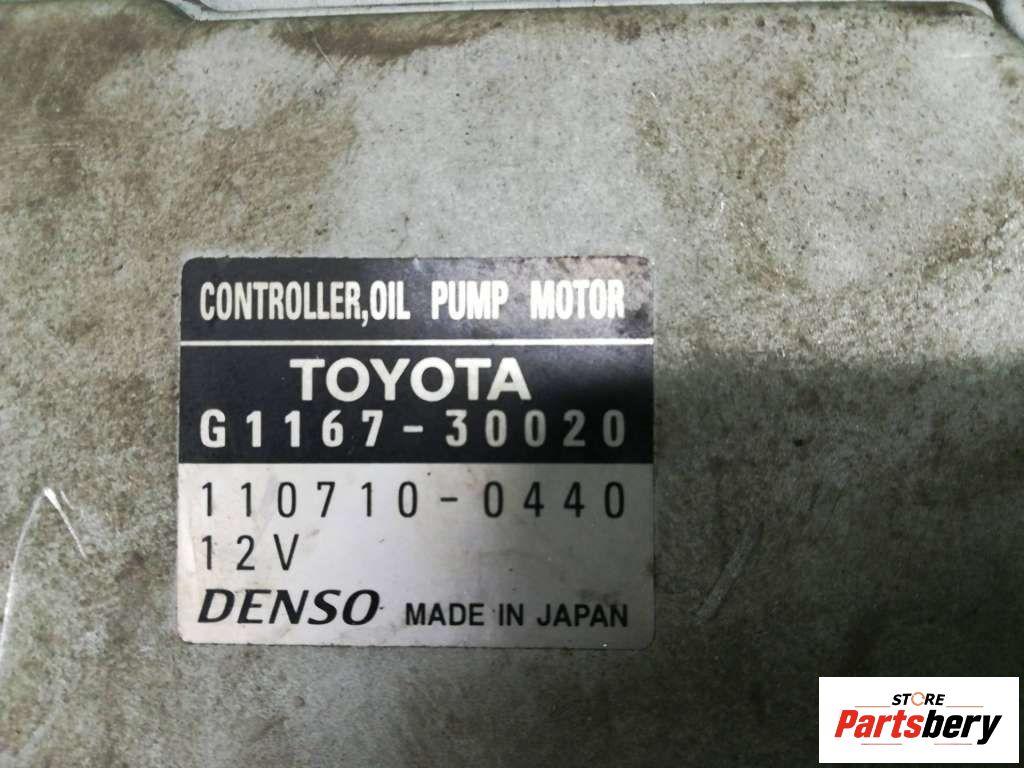 CONTROLLER,OIL PUMP MOTOR
TOYOTA
G1167-30020
110710-0440
12V
DENSO MADE IN JAPAN
STORE
Partsbery